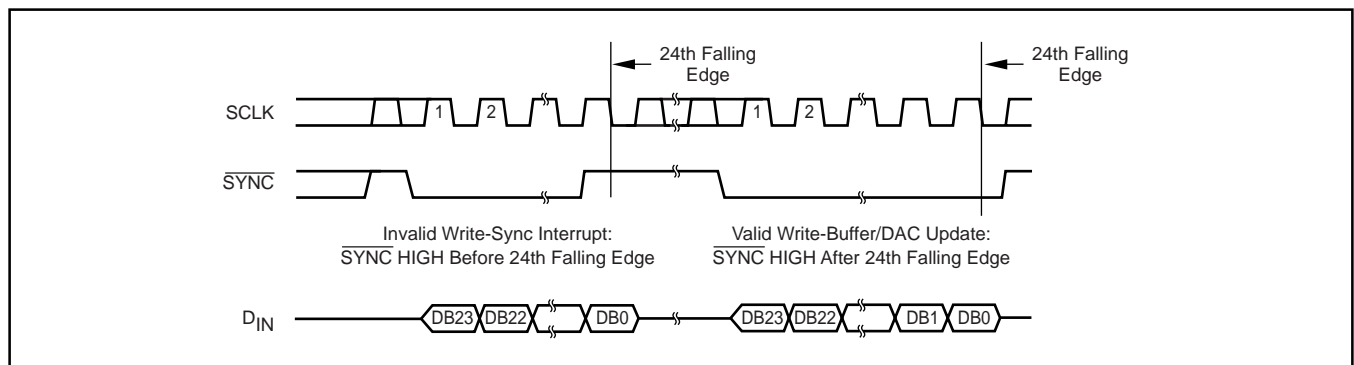 24th Falling
Edge
24th Falling
Edge
SCLK
1
2
1
2
SYNC
Invalid Write-Sync Interrupt:
SYNC HIGH Before 24th Falling Edge
Valid Write-Buffer/DAC Update:
SYNC HIGH After 24th Falling Edge
DIN
DB23
DB22
DB0
DB23
DB22
DB1
DB0